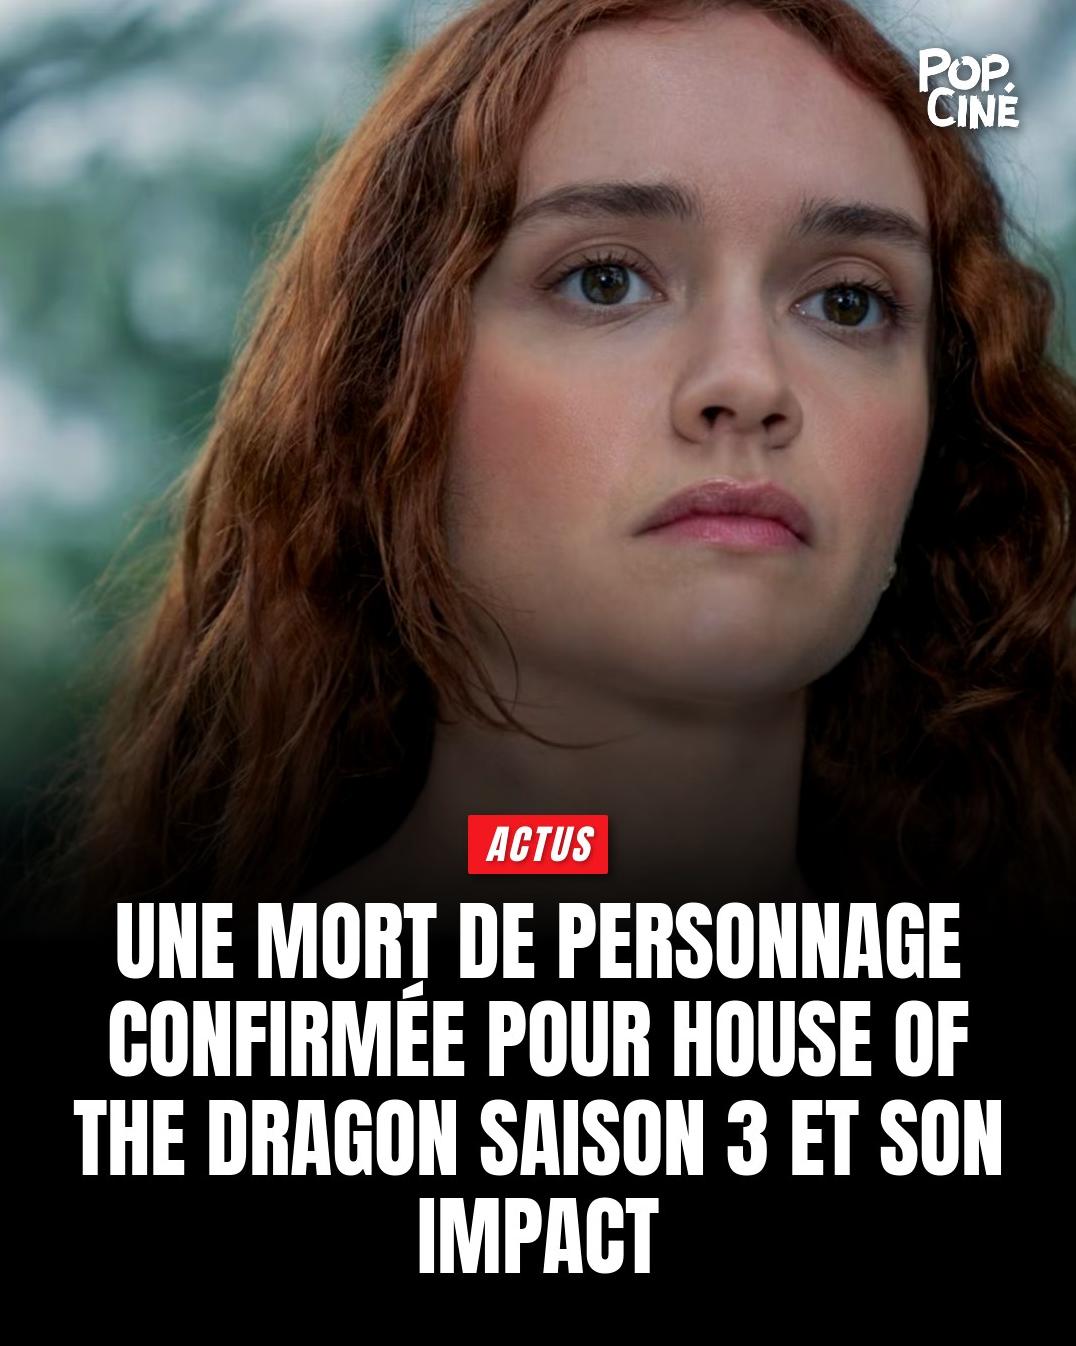 POP.
CINÉ
ACTUS
UNE MORT DE PERSONNAGE
CONFIRMÉE POUR HOUSE OF
THE DRAGON SAISON 3 ET SON
IMPACT